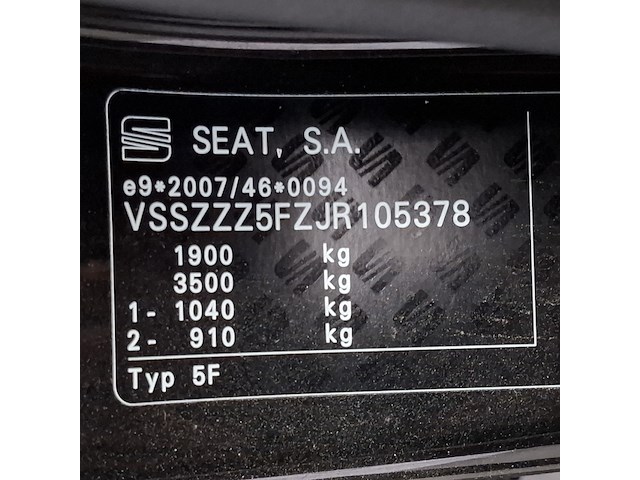 SEAT, S.A.
e9*2007/46*0094
VSSZZZ5FZJR105378
1900 kg
3500 kg
1- 1040 kg
2- 910 kg
Typ 5F